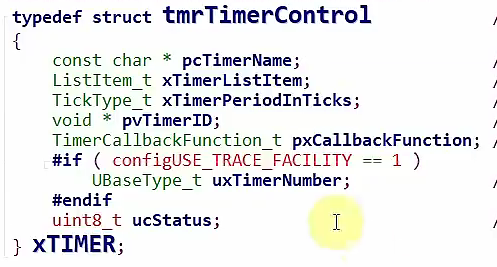 typedef struct tmrTimerControl /
{
const char * pcTimerName; /
ListItem_t xTimerListItem; /
TickType_t xTimerPeriodInTicks; /
void * pvTimerID; /
TimerCallbackFunction_t pxCallbackFunction; /
#if ( configUSE_TRACE_FACILITY == 1 )
UBaseType_t uxTimerNumber; /
#endif
uint8_t ucStatus; /
} xTIMER;